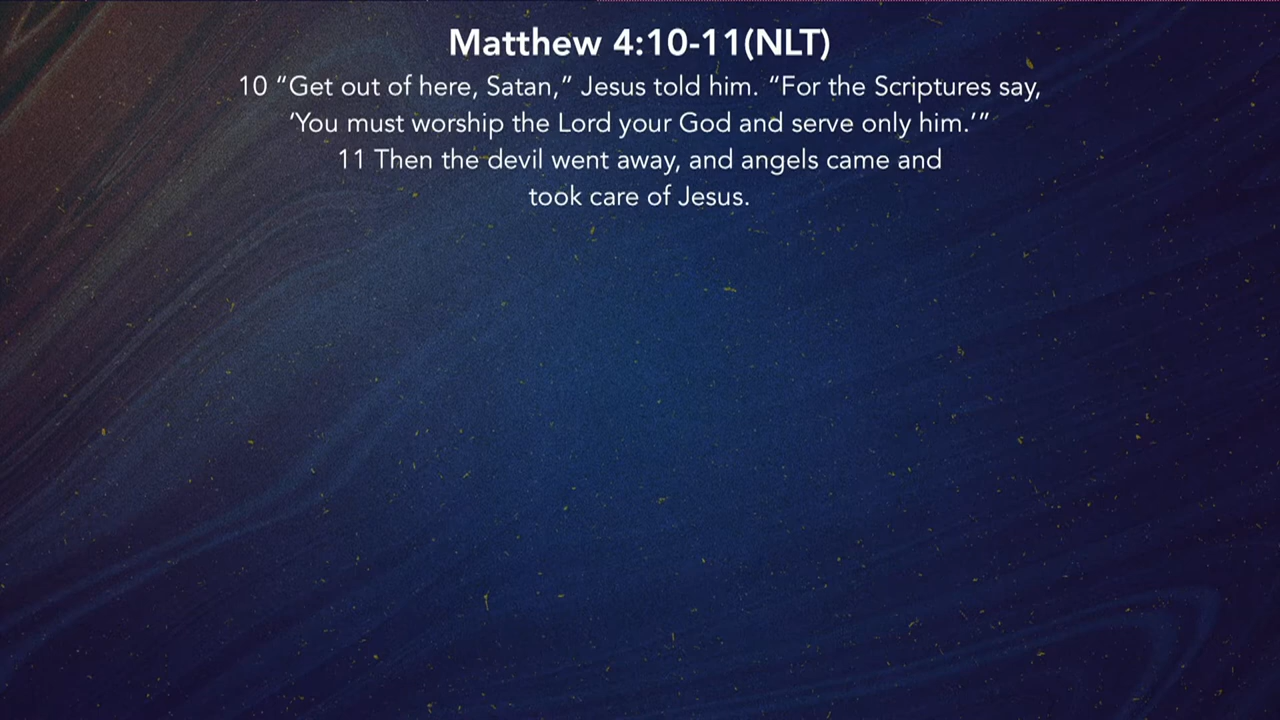 Matthew 4:10-11(NLT)
10 “Get out of here, Satan,” Jesus told him. “For the Scriptures say,
‘You must worship the Lord your God and serve only him.’”
11 Then the devil went away, and angels came and
took care of Jesus.